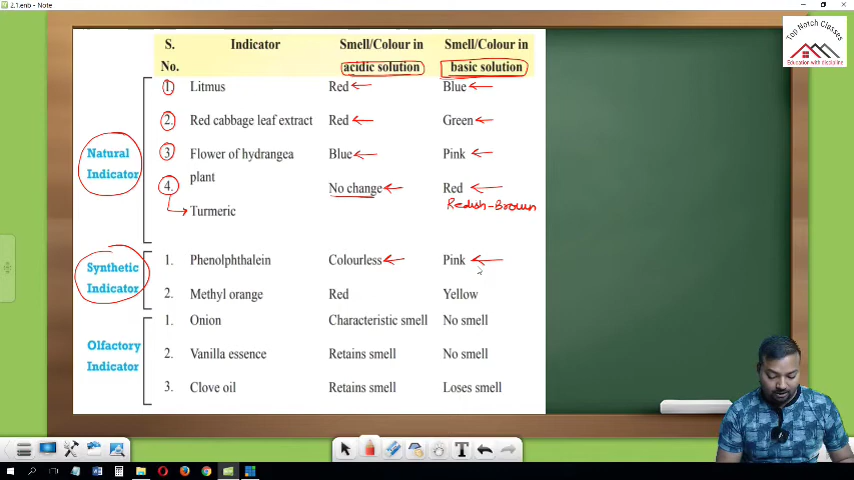 2.1.enb - Note
Top Notch Classes
Education with discipline
S. Indicator Smell/Colour in Smell/Colour in
No. acidic solution basic solution
1. Litmus Red Blue
2. Red cabbage leaf extract Red Green
3 Flower of hydrangea Blue Pink
plant
4. No change Red
Redish-Brown
Turmeric
Natural
Indicator
1. Phenolphthalein Colourless Pink
Synthetic
Indicator
2. Methyl orange Red Yellow
1. Onion Characteristic smell No smell
Olfactory
Indicator
2. Vanilla essence Retains smell No smell
3. Clove oil Retains smell Loses smell